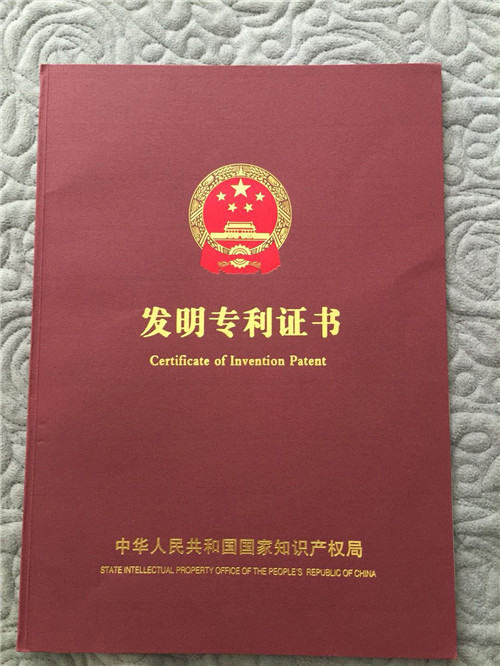 发明专利证书
Certificate of Invention Patent
中华人民共和国国家知识产权局
STATE INTELLECTUAL PROPERTY OFFICE OF THE PEOPLE'S REPUBLIC OF CHINA